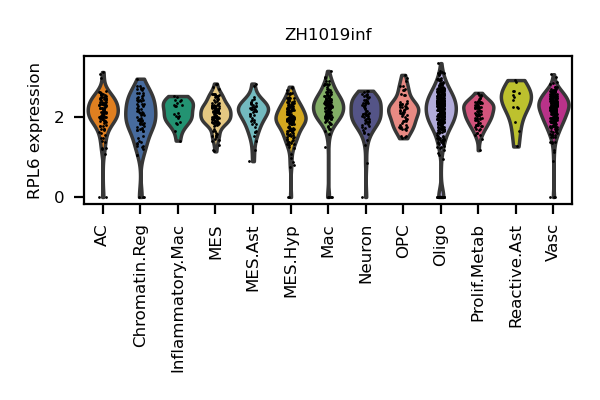 ZH1019inf
RPL6 expression
2
0
AC
Chromatin.Reg
Inflammatory.Mac
MES
MES.Ast
MES.Hyp
Mac
Neuron
OPC
Oligo
Prolif.Metab
Reactive.Ast
Vasc